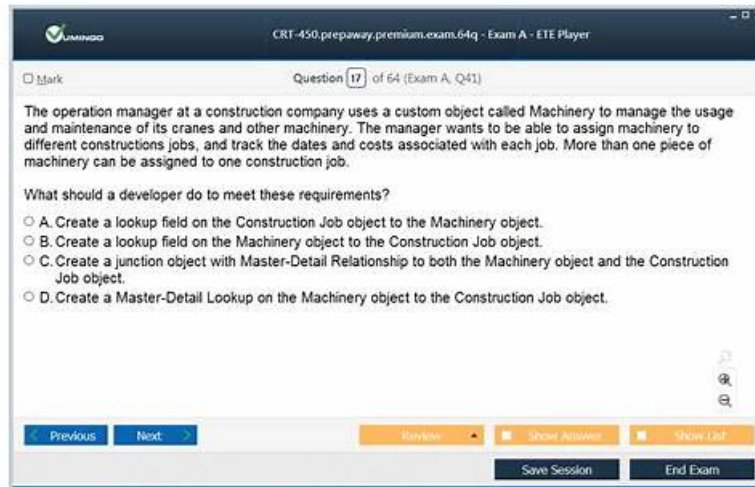 VUMINGO
CRT-450.prepaway.premium.exam.64q - Exam A - ETE Player
Mark
Question 17 of 64 (Exam A, Q41)
The operation manager at a construction company uses a custom object called Machinery to manage the usage
and maintenance of its cranes and other machinery. The manager wants to be able to assign machinery to
different constructions jobs, and track the dates and costs associated with each job. More than one piece of
machinery can be assigned to one construction job.
What should a developer do to meet these requirements?
A. Create a lookup field on the Construction Job object to the Machinery object.
B. Create a lookup field on the Machinery object to the Construction Job object.
C. Create a junction object with Master-Detail Relationship to both the Machinery object and the Construction
Job object.
D. Create a Master-Detail Lookup on the Machinery object to the Construction Job object.
Previous Next Review Show Answer Show List
Save Session End Exam